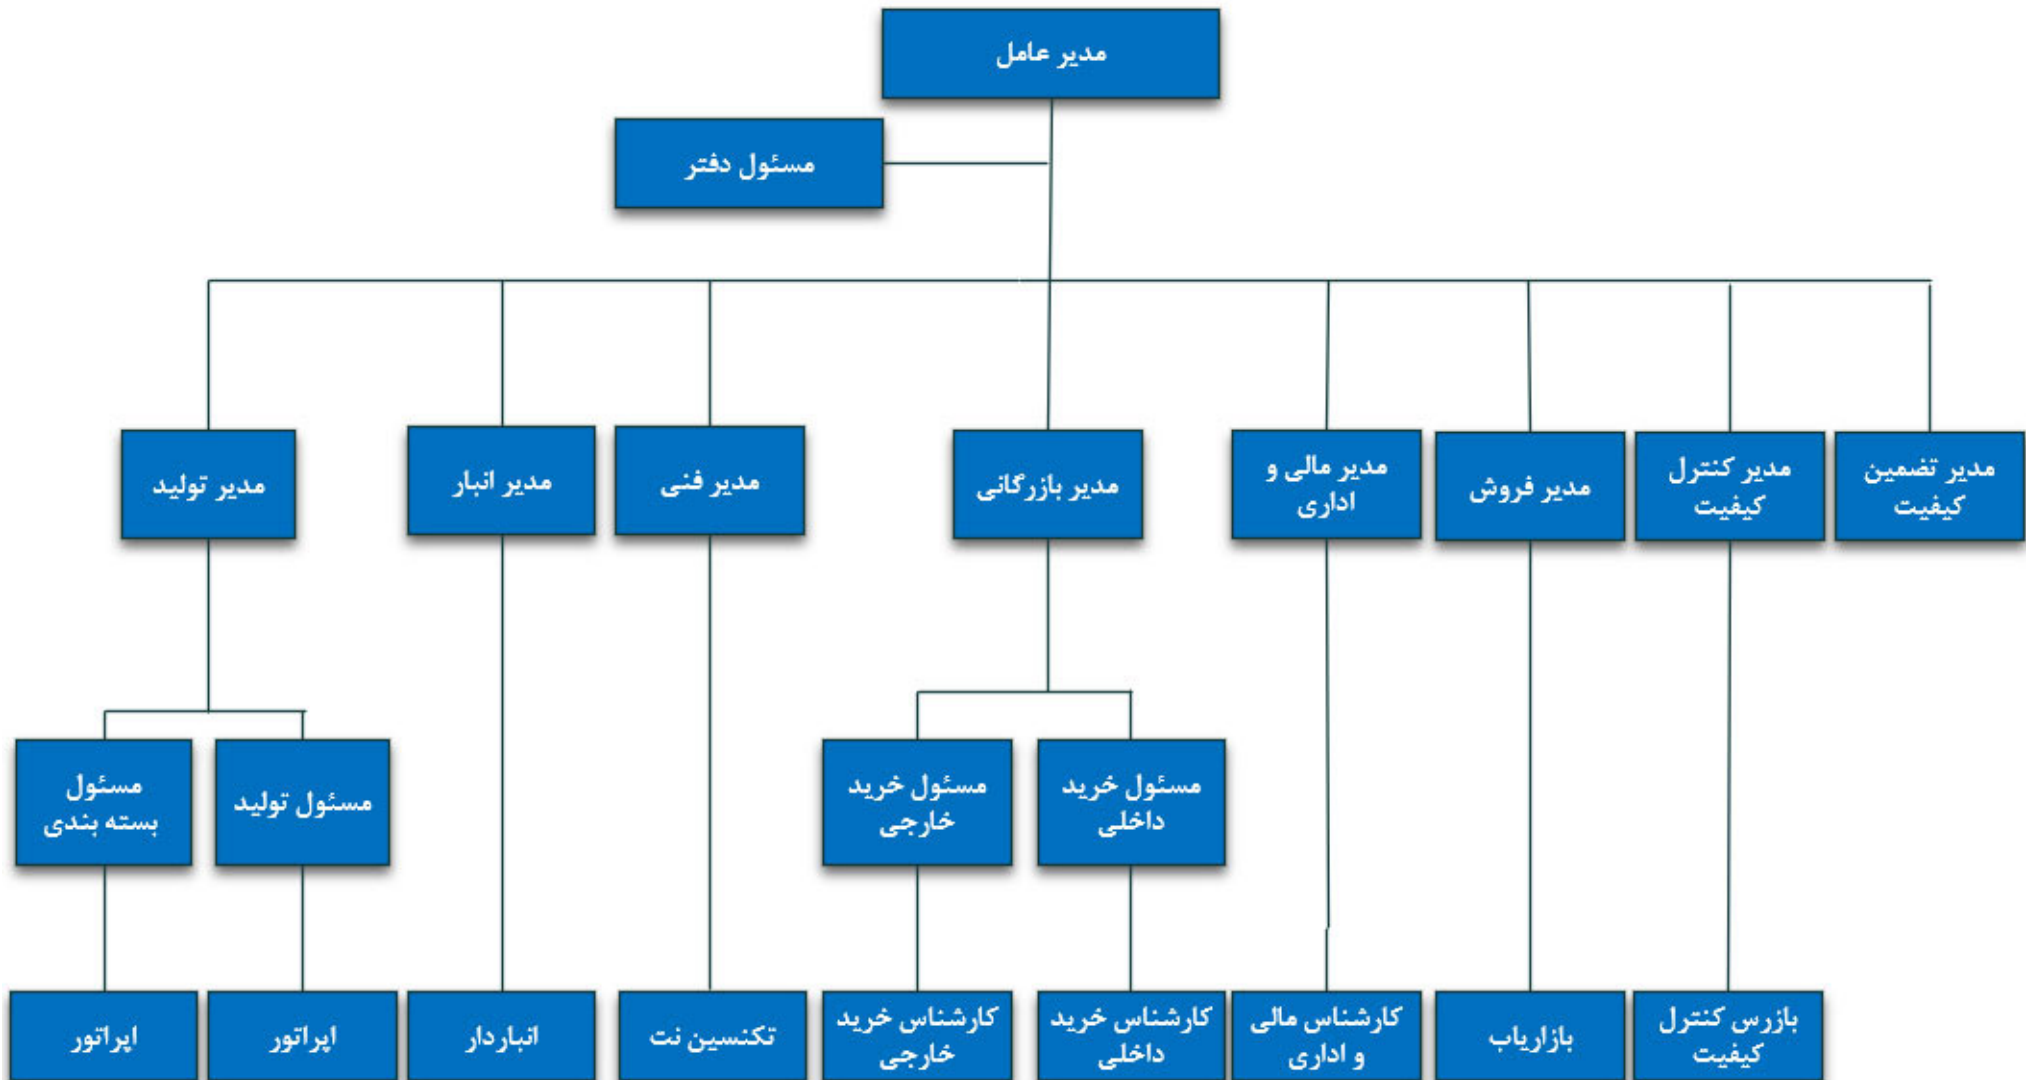 مدیر عامل
مسئول دفتر
مدیر تضمین
کیفیت
مدیر کنترل
کیفیت
مدیر فروش
مدیر مالی و
اداری
مدیر بازرگانی
مدیر فنی
مدیر انبار
مدیر تولید
مسئول خرید
داخلی
مسئول خرید
خارجی
مسئول تولید
مسئول
بسته بندی
بازرس کنترل
کیفیت
بازاریاب
کارشناس مالی
و اداری
کارشناس خرید
داخلی
کارشناس خرید
خارجی
تکنسین نت
انباردار
اپراتور
اپراتور